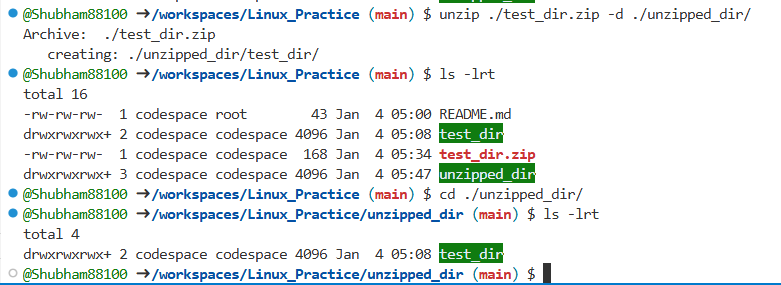 @Shubham88100 ➜/workspaces/Linux_Practice (main) $ unzip ./test_dir.zip -d ./unzipped_dir/
Archive:  ./test_dir.zip
   creating: ./unzipped_dir/test_dir/
@Shubham88100 ➜/workspaces/Linux_Practice (main) $ ls -lrt
total 16
-rw-rw-rw-  1 codespace root        43 Jan  4 05:00 README.md
drwxrwxrwx+ 2 codespace codespace 4096 Jan  4 05:08 test_dir
-rw-rw-rw-  1 codespace codespace  168 Jan  4 05:34 test_dir.zip
drwxrwxrwx+ 3 codespace codespace 4096 Jan  4 05:47 unzipped_dir
@Shubham88100 ➜/workspaces/Linux_Practice (main) $ cd ./unzipped_dir/
@Shubham88100 ➜/workspaces/Linux_Practice/unzipped_dir (main) $ ls -lrt
total 4
drwxrwxrwx+ 2 codespace codespace 4096 Jan  4 05:08 test_dir
@Shubham88100 ➜/workspaces/Linux_Practice/unzipped_dir (main) $